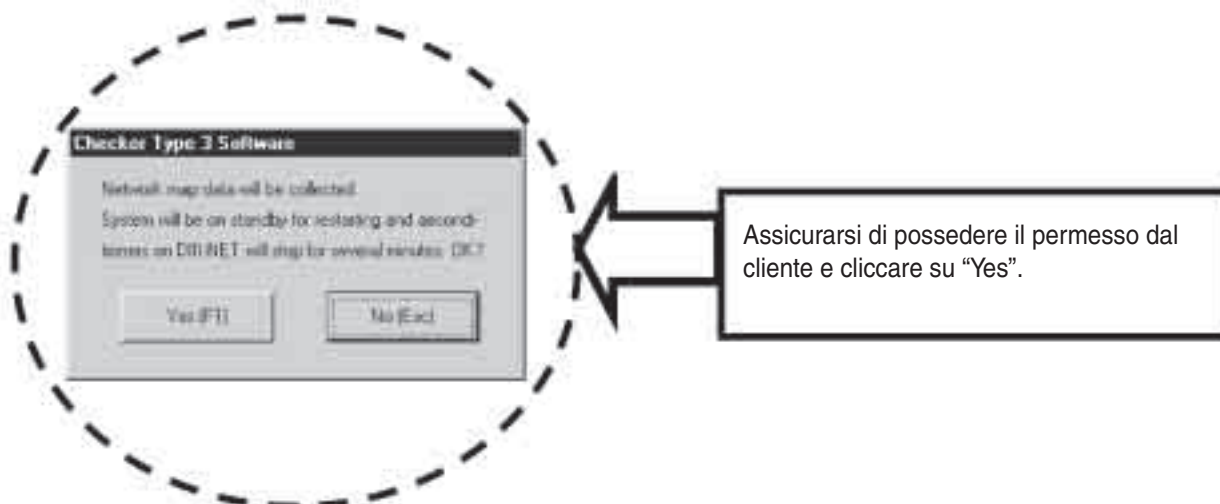 Checker Type 3 Software
Network map data will be collected.
System will be on standby for restarting and aircondi-
tioners on DIII-NET will stop for several minutes. OK?
Yes (F1)
No (Esc)
Assicurarsi di possedere il permesso dal
cliente e cliccare su “Yes”.